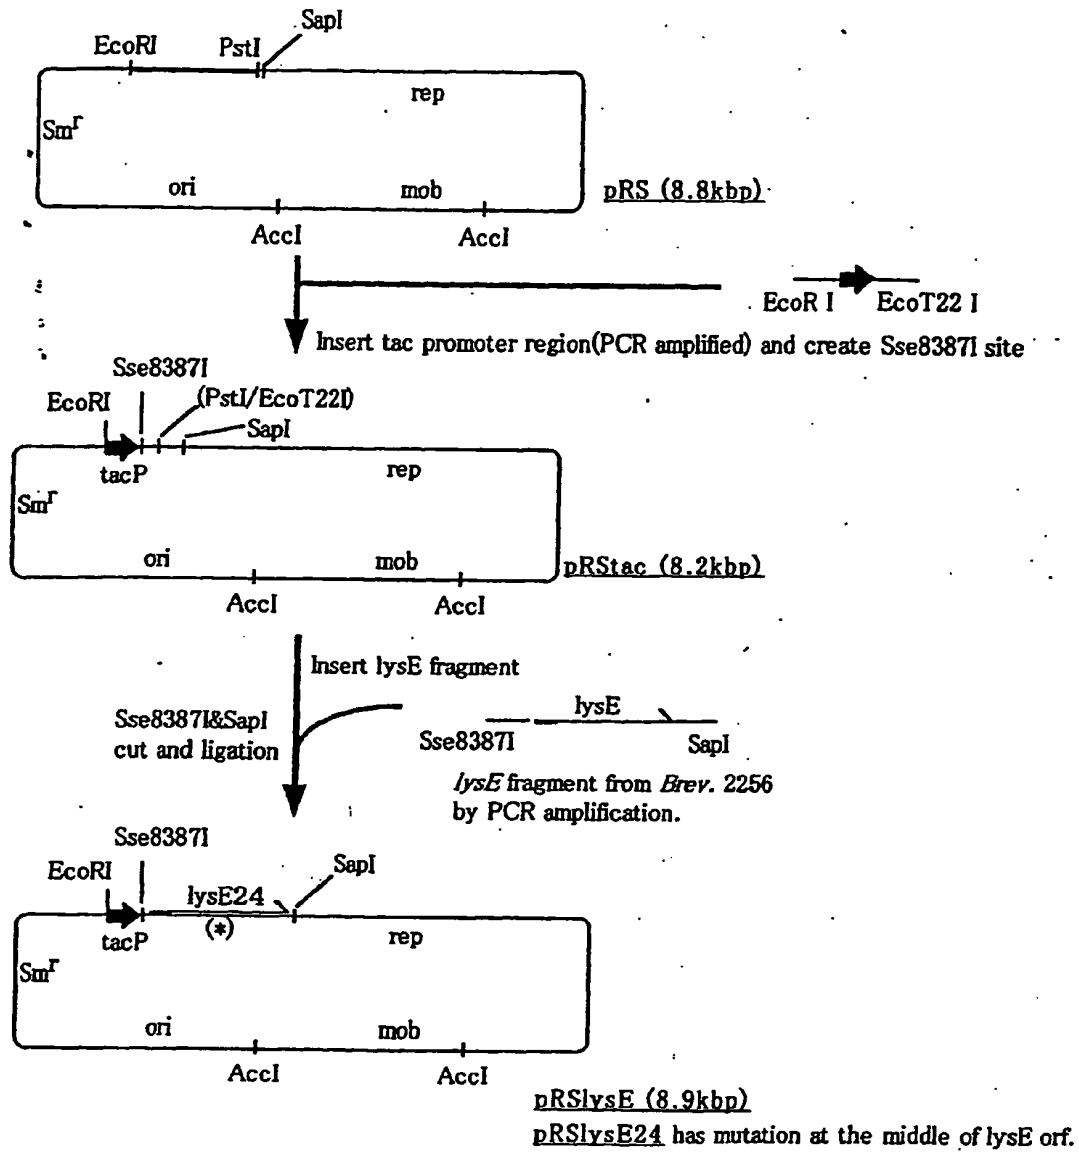 SapI
EcoRI PstI
rep
Smr
ori mob
pRS (8.8kbp)
AccI AccI
EcoR I EcoT22 I
Insert tac promoter region(PCR amplified) and create Sse8387I site
Sse8387I
(PstI/EcoT22I)
EcoRI
SapI
tacP rep
Smr
ori mob
pRStac (8.2kbp)
AccI AccI
Insert lysE fragment
Sse8387I&SapI
cut and ligation
lysE
Sse8387I SapI
lysE fragment from Brev. 2256
by PCR amplification.
Sse8387I
EcoRI SapI
lysE24
tacP (*) rep
Smr
ori mob
AccI AccI
pRSlysE (8.9kbp)
pRSlysE24 has mutation at the middle of lysE orf.